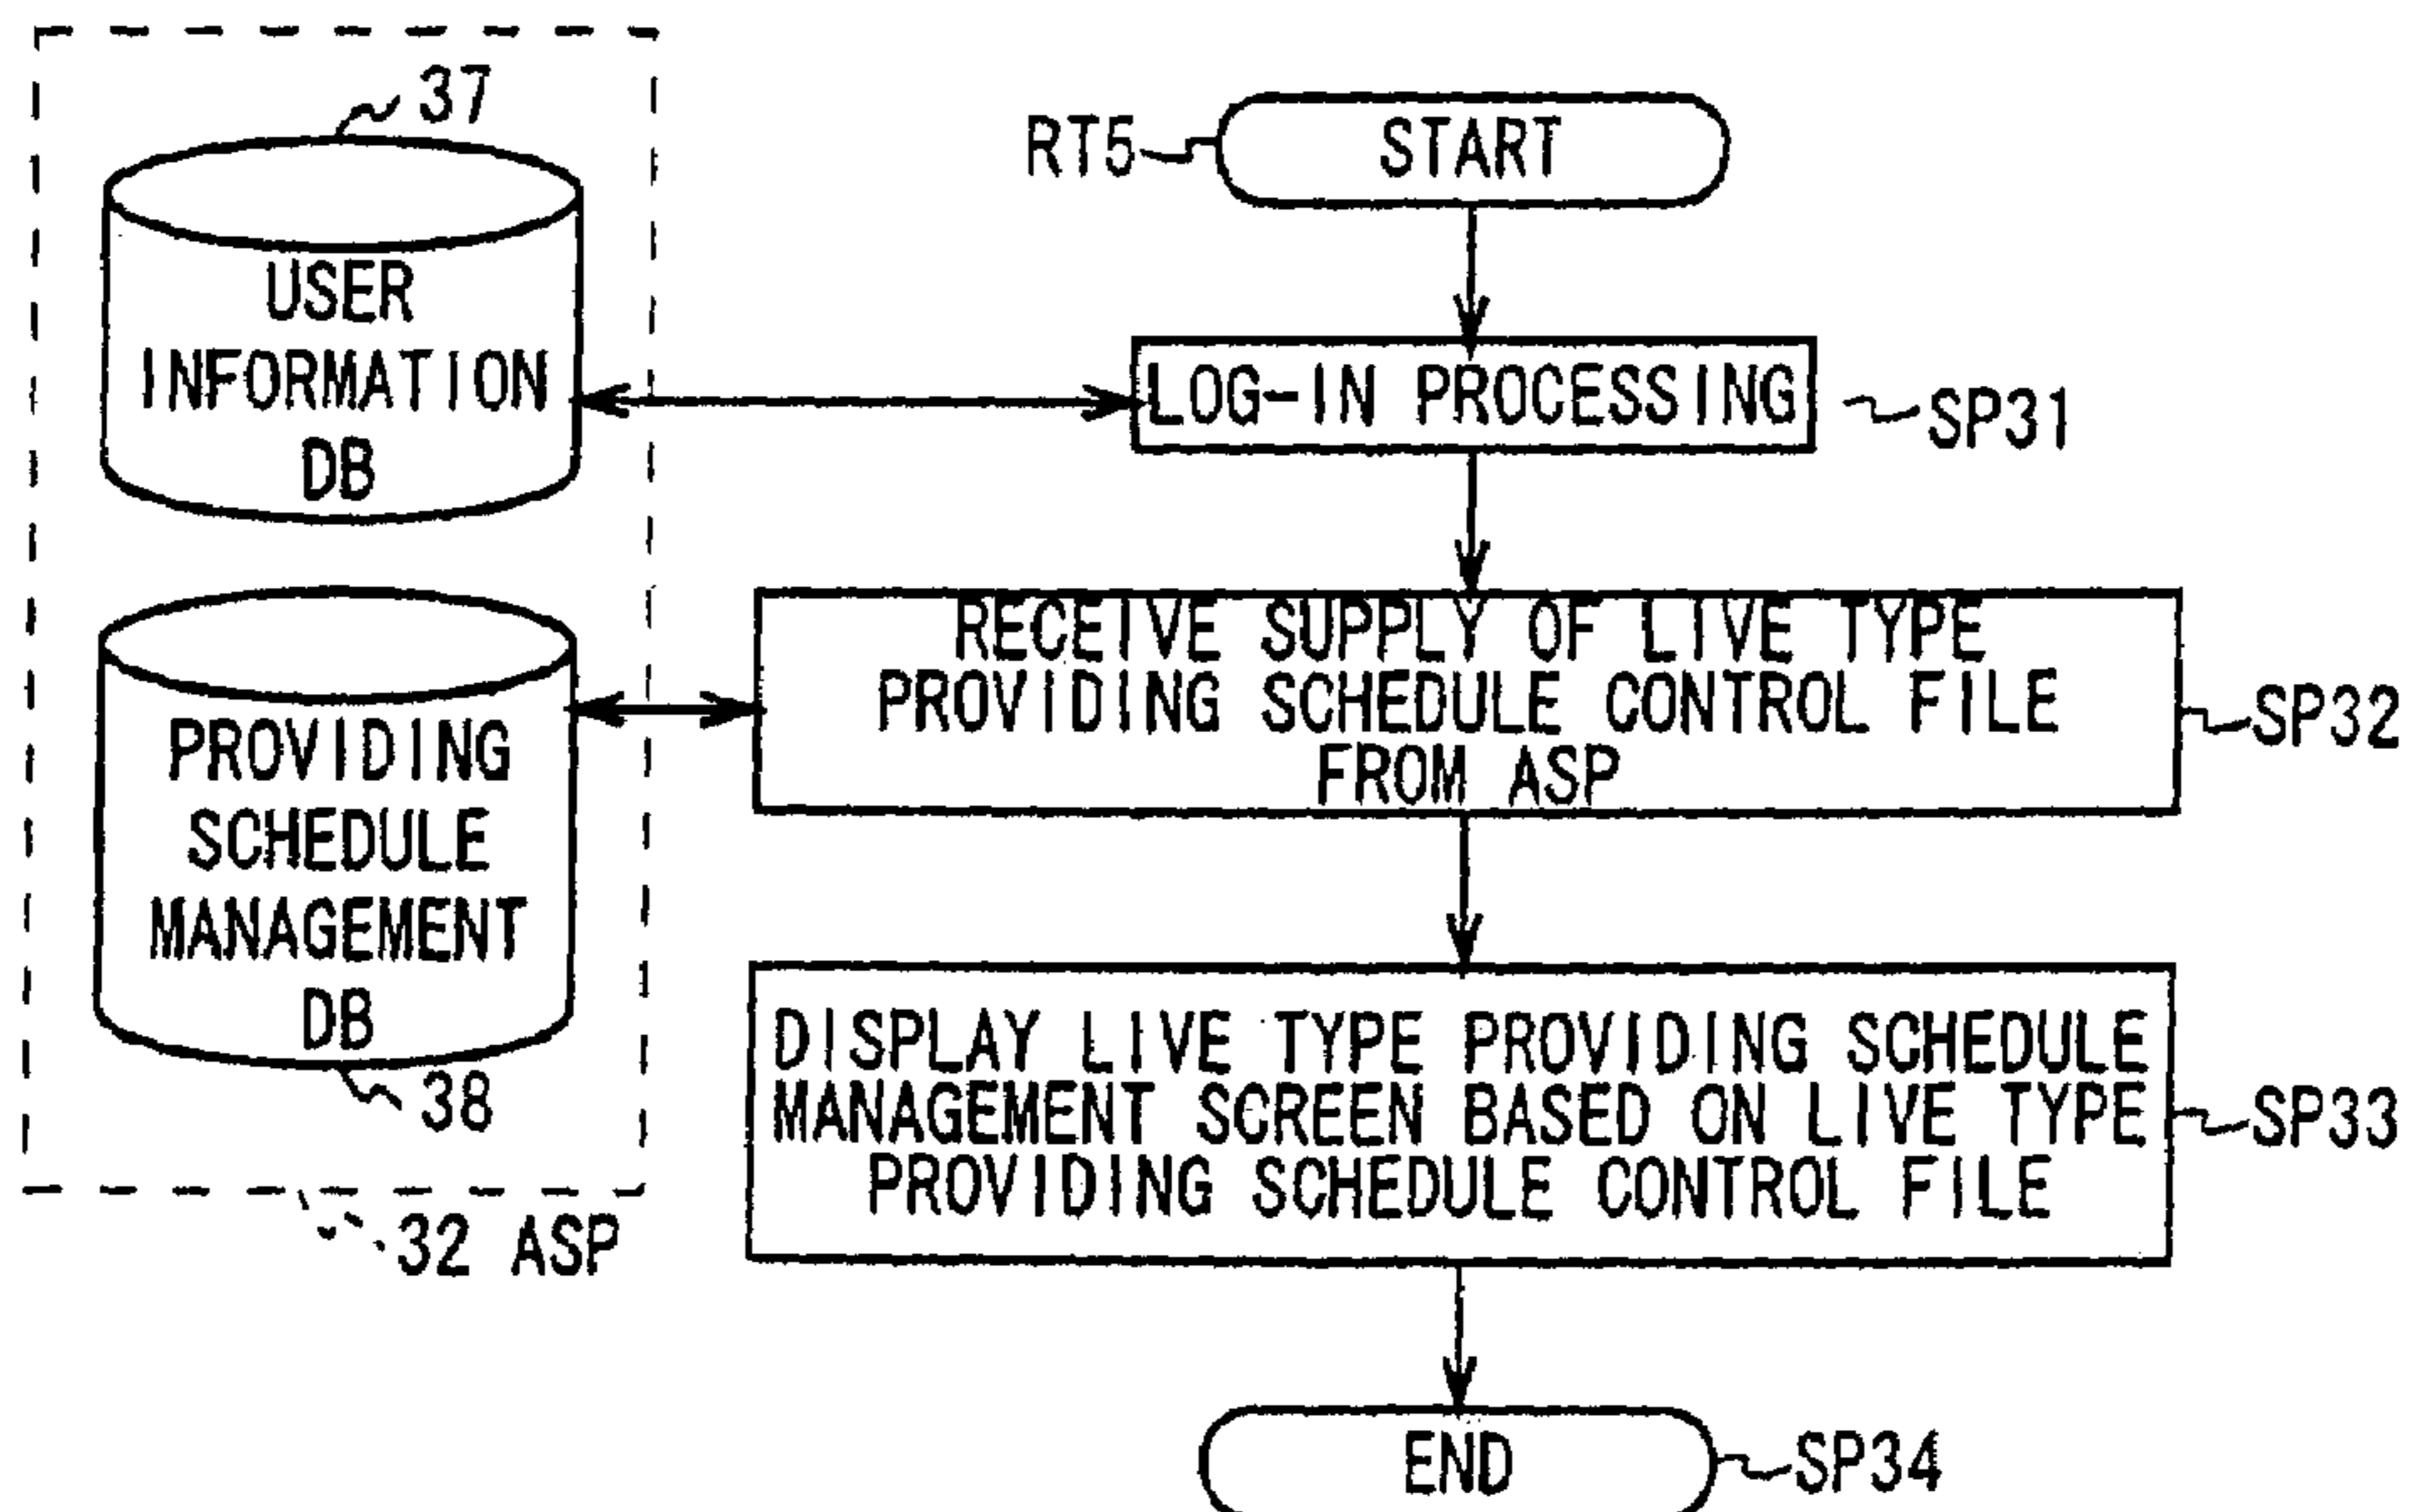 37
USER
INFORMATION
DB
PROVIDING
SCHEDULE
MANAGEMENT
DB
38
32 ASP
RT5
START
LOG-IN PROCESSING
SP31
RECEIVE SUPPLY OF LIVE TYPE
PROVIDING SCHEDULE CONTROL FILE
FROM ASP
SP32
DISPLAY LIVE TYPE PROVIDING SCHEDULE
MANAGEMENT SCREEN BASED ON LIVE TYPE
PROVIDING SCHEDULE CONTROL FILE
SP33
END
SP34